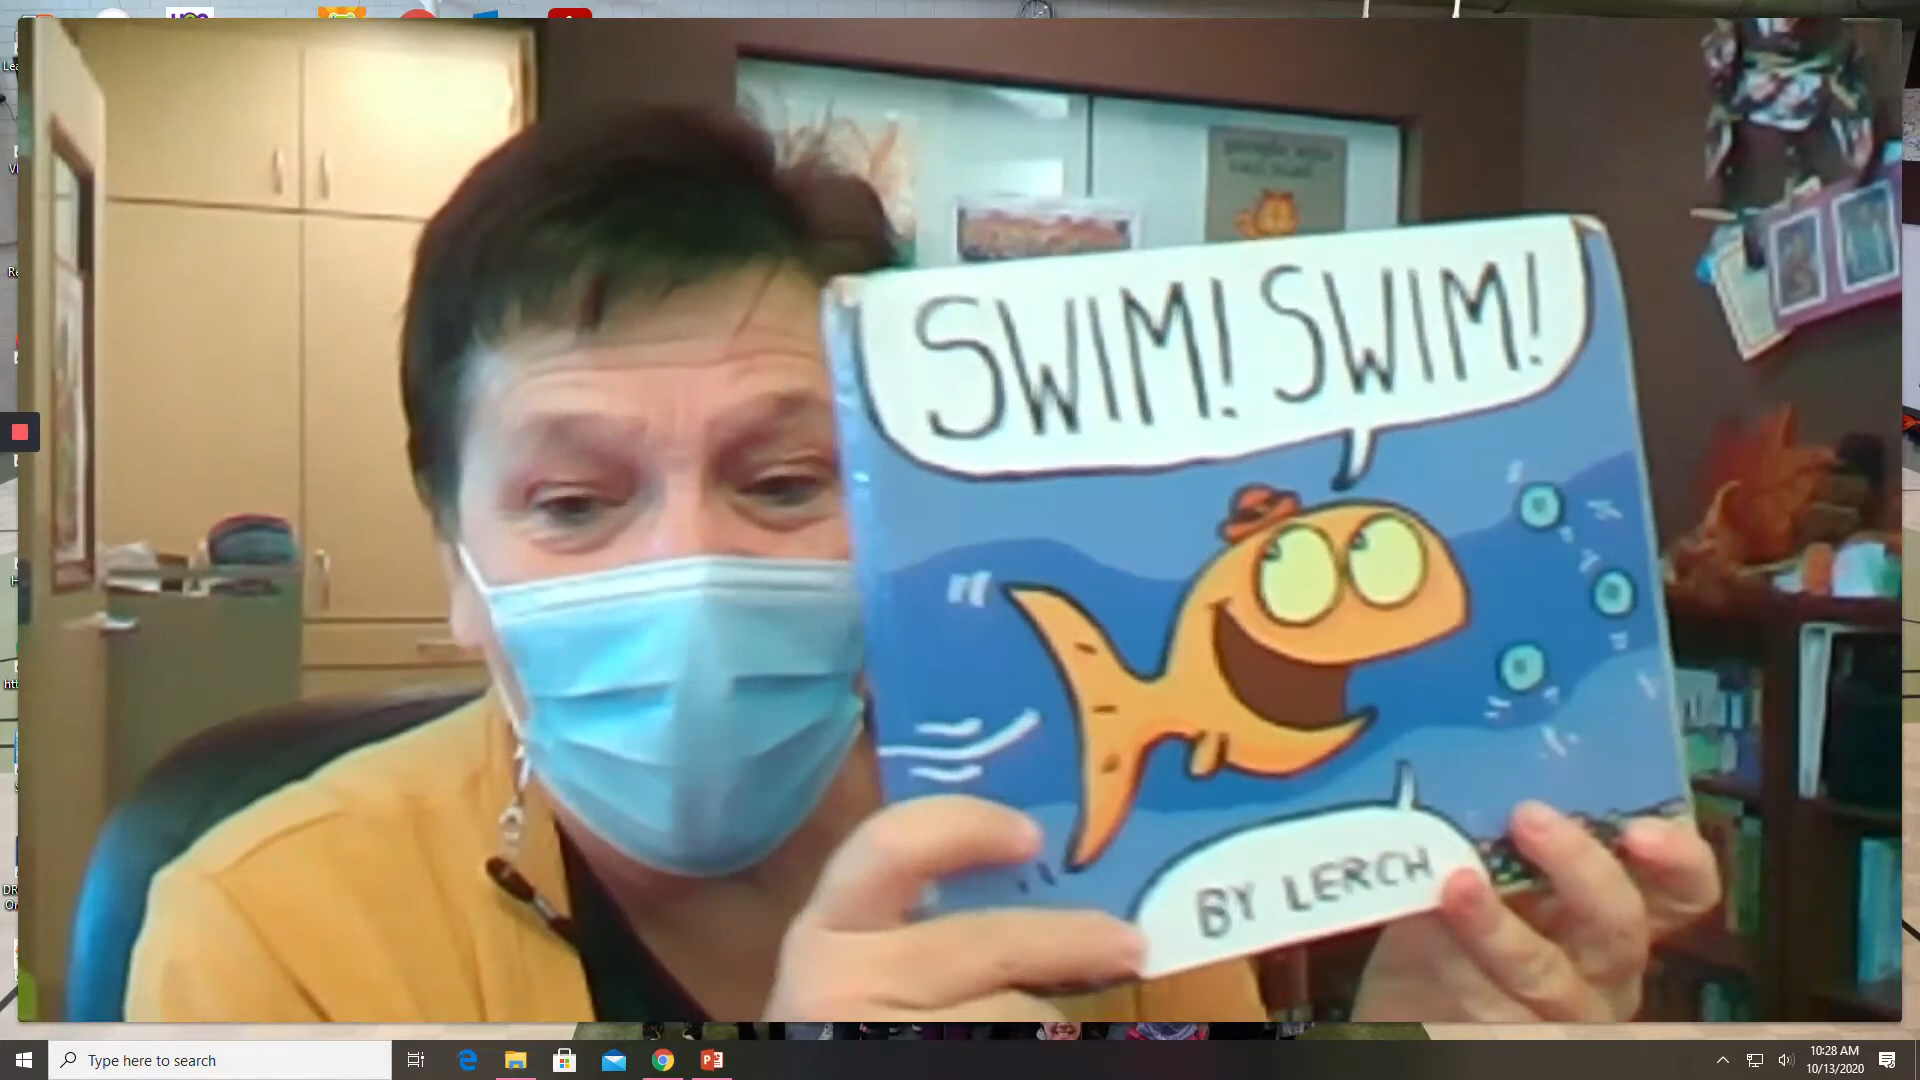 SWIM! SWIM!
BY LERCH
Type here to search
10:28 AM
10/13/2020